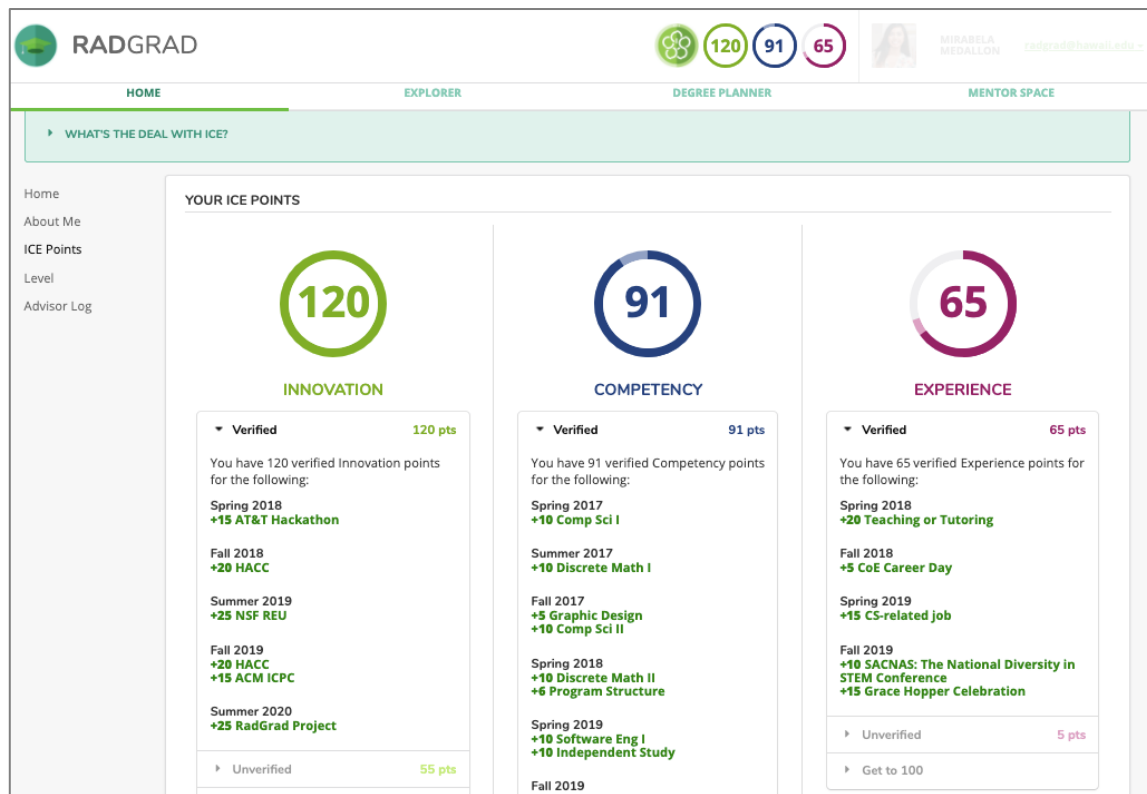 RADGRAD
120 91 65
MIRABELA
MEDALLON
radgrad@hawaii.edu
HOME EXPLORER DEGREE PLANNER MENTOR SPACE
WHAT'S THE DEAL WITH ICE?
Home
About Me
ICE Points
Level
Advisor Log
YOUR ICE POINTS
120
INNOVATION
Verified 120 pts
You have 120 verified Innovation points
for the following:
Spring 2018
+15 AT&T Hackathon
Fall 2018
+20 HACC
Summer 2019
+25 NSF REU
Fall 2019
+20 HACC
+15 ACM ICPC
Summer 2020
+25 RadGrad Project
Unverified 55 pts
91
COMPETENCY
Verified 91 pts
You have 91 verified Competency points
for the following:
Spring 2017
+10 Comp Sci I
Summer 2017
+10 Discrete Math I
Fall 2017
+5 Graphic Design
+10 Comp Sci II
Spring 2018
+10 Discrete Math II
+6 Program Structure
Spring 2019
+10 Software Eng I
+10 Independent Study
Fall 2019
65
EXPERIENCE
Verified 65 pts
You have 65 verified Experience points for
the following:
Spring 2018
+20 Teaching or Tutoring
Fall 2018
+5 CoE Career Day
Spring 2019
+15 CS-related job
Fall 2019
+10 SACNAS: The National Diversity in
STEM Conference
+15 Grace Hopper Celebration
Unverified 5 pts
Get to 100